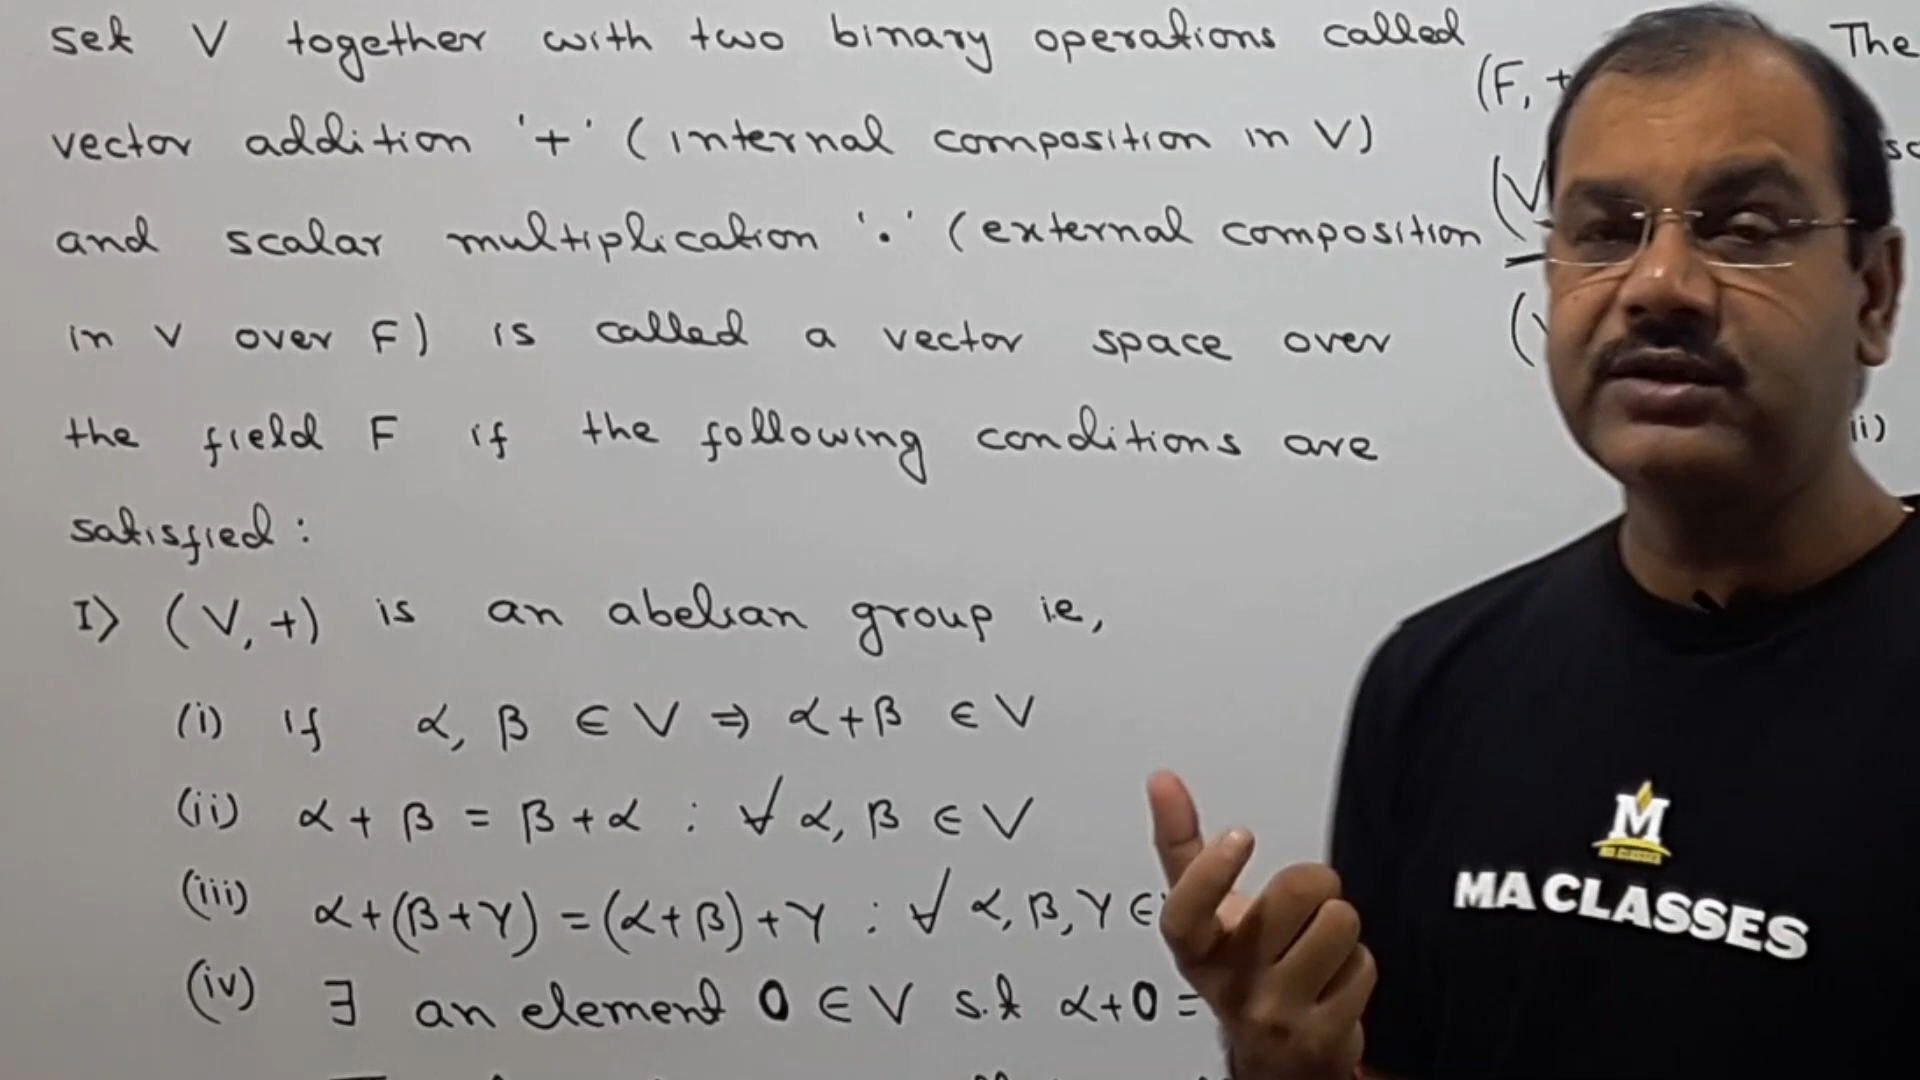 set V together with two binary operations called
vector addition '+' (internal composition in V)
and scalar multiplication '.' (external composition
in V over F) is called a vector space over
the field F if the following conditions are
satisfied:
I> (V, +) is an abelian group ie,
(i) if α, β ∈ V ⇒ α+β ∈ V
(ii) α + β = β + α : ∀ α, β ∈ V
(iii) α+(β+γ) = (α+β)+γ : ∀ α, β, γ ∈
(iv) ∃ an element 0 ∈ V s.t α+0 =
(F, +
(V
The
ii)
M
MA CLASSES